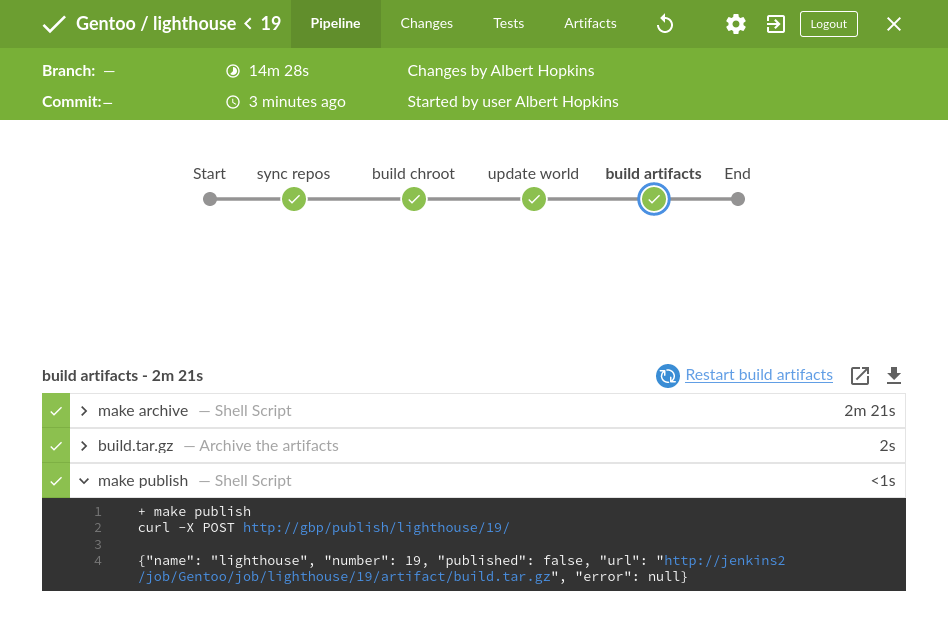 Gentoo / lighthouse < 19 Pipeline Changes Tests Artifacts Logout
Branch: — 14m 28s Changes by Albert Hopkins
Commit: — 3 minutes ago Started by user Albert Hopkins
Start sync repos build chroot update world build artifacts End
build artifacts - 2m 21s Restart build artifacts
make archive — Shell Script 2m 21s
build.tar.gz — Archive the artifacts 2s
make publish — Shell Script <1s
1 + make publish
2 curl -X POST http://gbp/publish/lighthouse/19/
3
4 {"name": "lighthouse", "number": 19, "published": false, "url": "http://jenkins2
/job/Gentoo/job/lighthouse/19/artifact/build.tar.gz", "error": null}